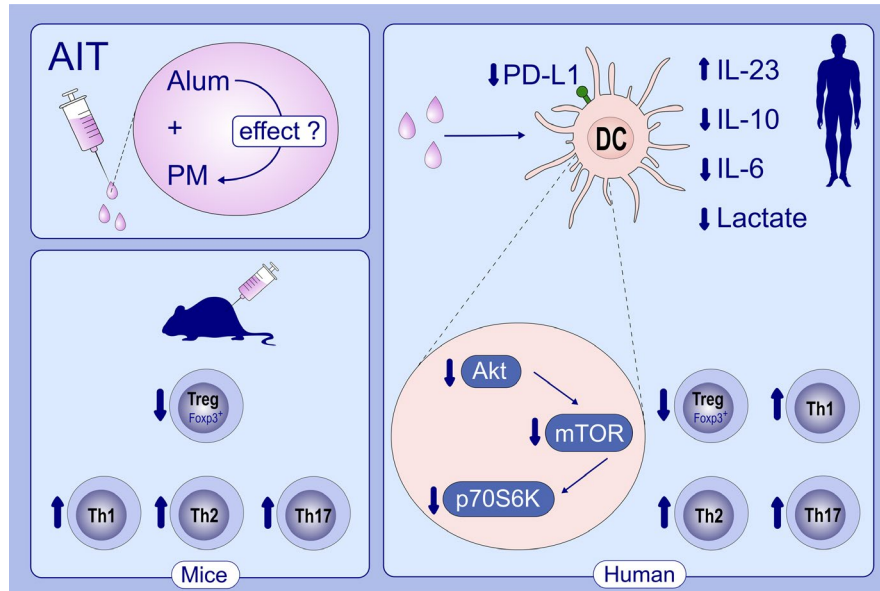 AIT
Alum
+
effect ?
PM
Treg
Foxp3+
Th1
Th2
Th17
Mice
PD-L1
DC
IL-23
IL-10
IL-6
Lactate
Akt
mTOR
p70S6K
Treg
Foxp3+
Th1
Th2
Th17
Human